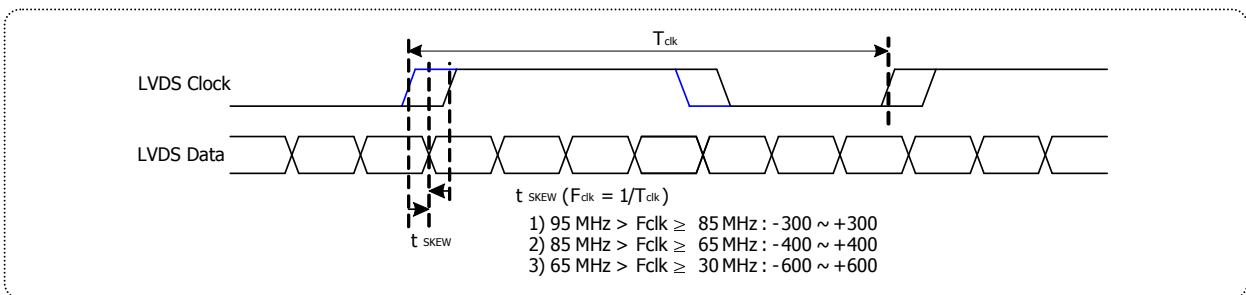 Tclk
LVDS Clock
LVDS Data
t SKEW (Fclk = 1/Tclk)
1) 95 MHz > Fclk ≥ 85 MHz : -300 ~ +300
2) 85 MHz > Fclk ≥ 65 MHz : -400 ~ +400
3) 65 MHz > Fclk ≥ 30 MHz : -600 ~ +600
t SKEW